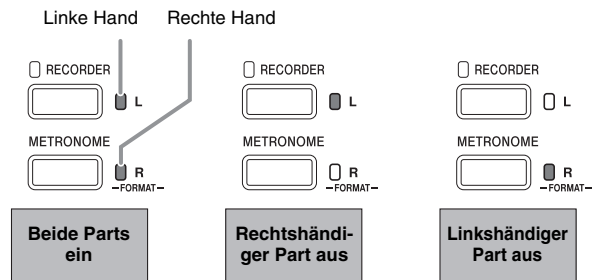 Linke Hand Rechte Hand
RECORDER RECORDER RECORDER
L L L
METRONOME METRONOME METRONOME
R R R
–FORMAT– –FORMAT– –FORMAT–
Beide Parts
ein
Rechtshändi-
ger Part aus
Linkshändiger
Part aus